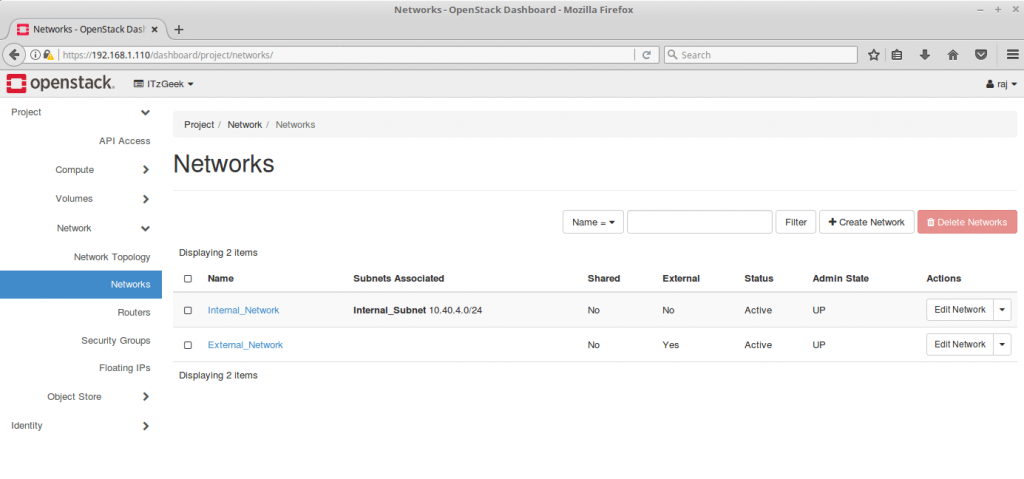 Networks - OpenStack Dashboard - Mozilla Firefox
Networks - OpenStack Dash
https://192.168.1.110/dashboard/project/networks/
Search
openstack. ITzGeek raj
Project
API Access
Compute
Volumes
Network
Network Topology
Networks
Routers
Security Groups
Floating IPs
Object Store
Identity
Project / Network / Networks
Networks
Name = Filter Create Network Delete Networks
Displaying 2 items
Name Subnets Associated Shared External Status Admin State Actions
Internal_Network Internal_Subnet 10.40.4.0/24 No No Active UP Edit Network
External_Network No Yes Active UP Edit Network
Displaying 2 items